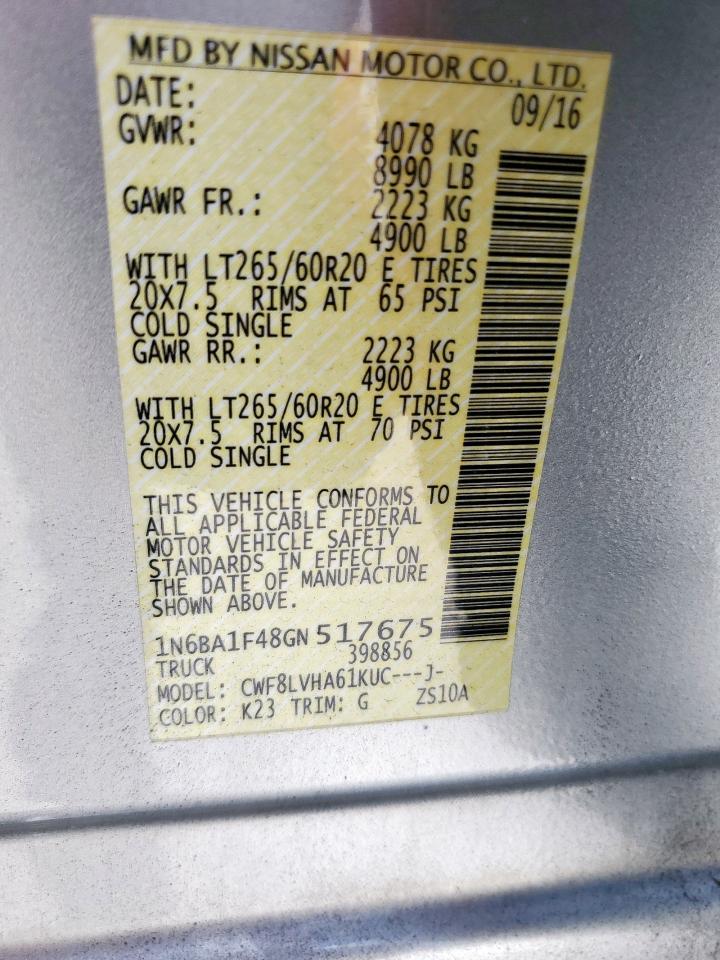 MFD BY NISSAN MOTOR CO., LTD.
DATE: 09/16
GVWR: 4078 KG
8990 LB
GAWR FR.: 2223 KG
4900 LB
WITH LT265/60R20 E TIRES
20X7.5 RIMS AT 65 PSI
COLD SINGLE
GAWR RR.: 2223 KG
4900 LB
WITH LT265/60R20 E TIRES
20X7.5 RIMS AT 70 PSI
COLD SINGLE
THIS VEHICLE CONFORMS TO
ALL APPLICABLE FEDERAL
MOTOR VEHICLE SAFETY
STANDARDS IN EFFECT ON
THE DATE OF MANUFACTURE
SHOWN ABOVE.
1N6BA1F48GN 517675
TRUCK 398856
MODEL: CWF8LVHA61KUC---J-
COLOR: K23 TRIM: G ZS10A